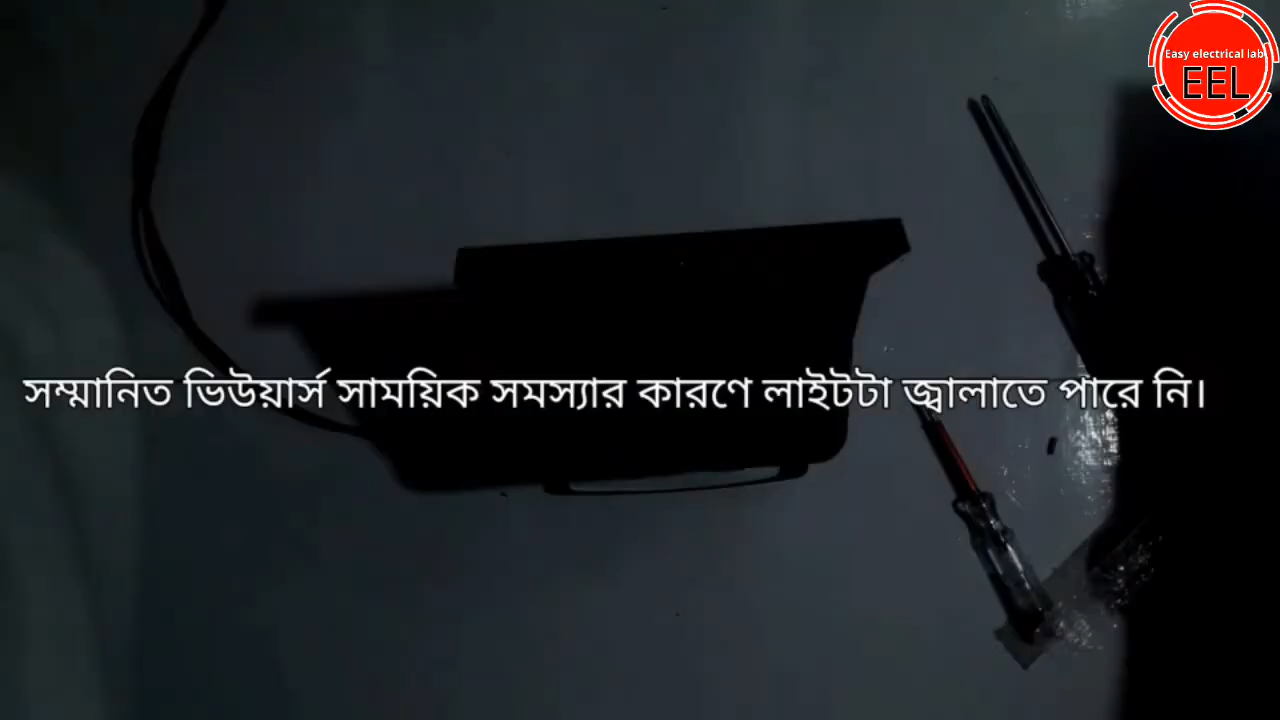 Easy electrical lab
EEL
সম্মানিত ভিউয়ার্স সাময়িক সমস্যার কারণে লাইটটা জ্বালাতে পারে নি।